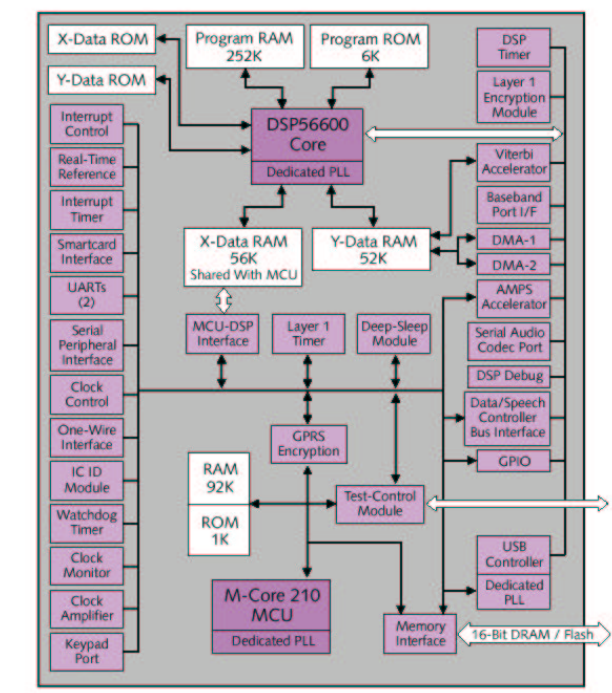 X-Data ROM
Y-Data ROM
Program RAM
252K
Program ROM
6K
DSP56600
Core
Dedicated PLL
X-Data RAM
56K
Shared With MCU
Y-Data RAM
52K
Interrupt
Control
Real-Time
Reference
Interrupt
Timer
Smartcard
Interface
UARTs
(2)
Serial
Peripheral
Interface
Clock
Control
One-Wire
Interface
IC ID
Module
Watchdog
Timer
Clock
Monitor
Clock
Amplifier
Keypad
Port
MCU-DSP
Interface
Layer 1
Timer
Deep-Sleep
Module
GPRS
Encryption
RAM
92K
ROM
1K
Test-Control
Module
M-Core 210
MCU
Dedicated PLL
Memory
Interface
DSP
Timer
Layer 1
Encryption
Module
Viterbi
Accelerator
Baseband
Port I/F
DMA-1
DMA-2
AMPS
Accelerator
Serial Audio
Codec Port
DSP Debug
Data/Speech
Controller
Bus Interface
GPIO
USB
Controller
Dedicated
PLL
16-Bit DRAM / Flash